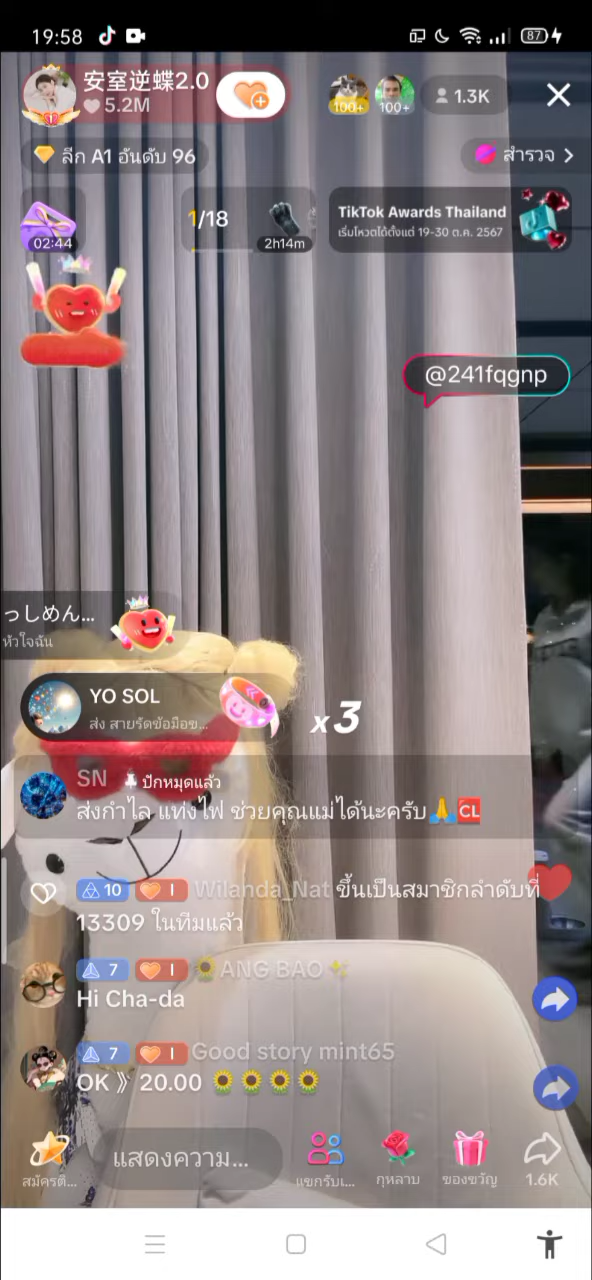 19:58
87
安室逆蝶2.0
5.2M
100+
100+
1.3K
ลีก A1 อันดับ 96
สำรวจ
02:44
1/18
2h14m
TikTok Awards Thailand
เริ่มโหวตได้ตั้งแต่ 19-30 ต.ค. 2567
@241fqgnp
っしめん...
หัวใจฉัน
YO SOL
ส่ง สายรัดข้อมือข...
x3
SN ปักหมุดแล้ว
ส่งกำไล แท่งไฟ ช่วยคุณแม่ได้นะครับ🙏🆑
10 I Wilanda_Nat ขึ้นเป็นสมาชิกลำดับที่
13309 ในทีมแล้ว
7 I 🌻ANG BAO✨
Hi Cha-da
7 I Good story mint65
OK 》 20.00 🌻🌻🌻🌻
แสดงความ...
สมัครติ...
แขกรับเ...
กุหลาบ
ของขวัญ
1.6K